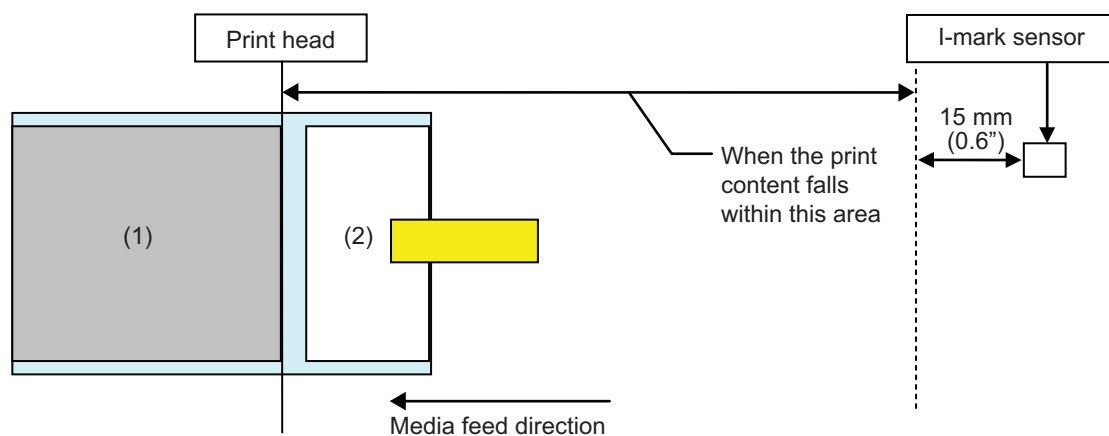 Print head
I-mark sensor
15 mm
(0.6”)
When the print
content falls
within this area
(1)
(2)
Media feed direction